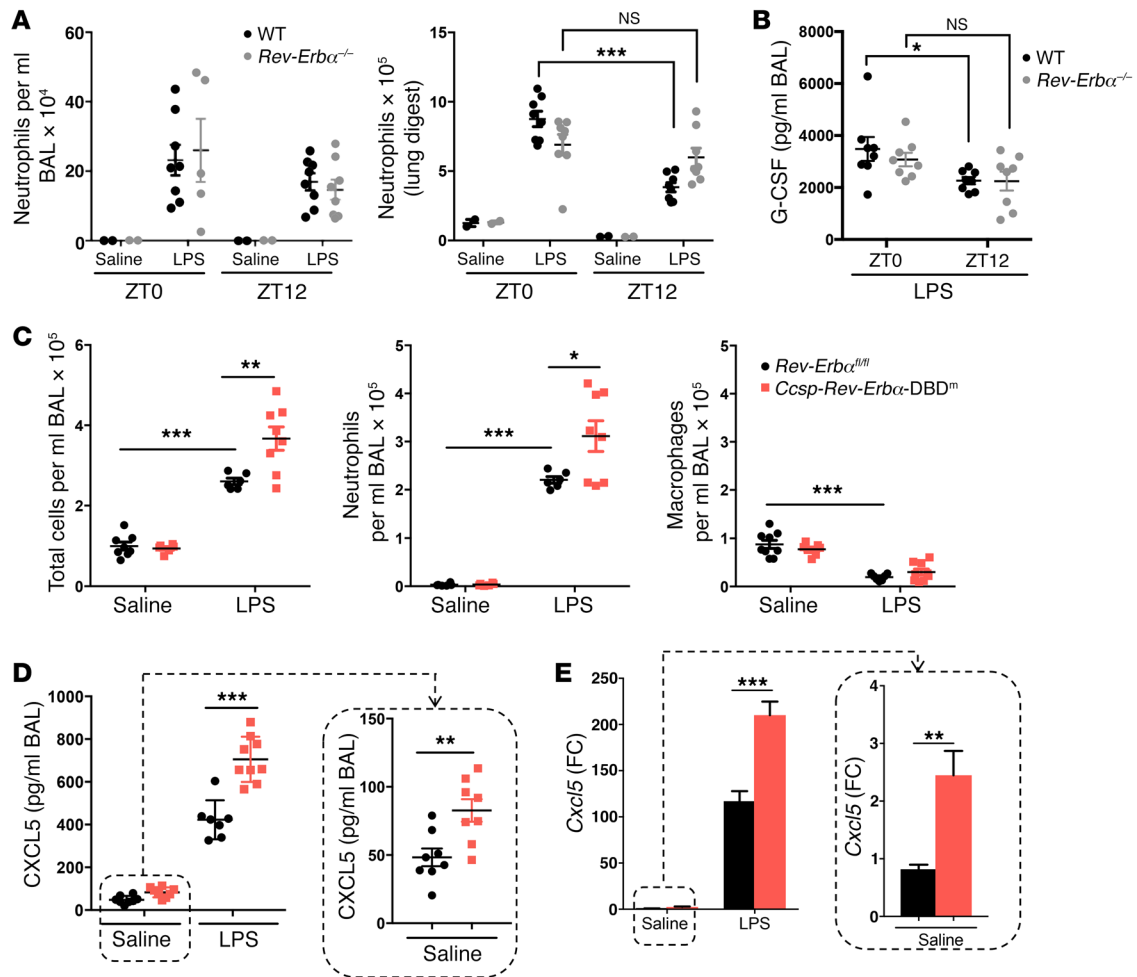 A
Neutrophils per ml
BAL × 10⁴
60
40
20
0
WT
Rev-Erbα⁻/⁻
Saline
LPS
Saline
LPS
ZT0
ZT12
Neutrophils × 10⁵
(lung digest)
15
10
5
0
NS
***
Saline
LPS
Saline
LPS
ZT0
ZT12
B
G-CSF (pg/ml BAL)
8000
6000
4000
2000
0
NS
*
WT
Rev-Erbα⁻/⁻
ZT0
ZT12
LPS
C
Total cells per ml BAL × 10⁵
6
4
2
0
***
**
Saline
LPS
Neutrophils
per ml BAL × 10⁵
5
4
3
2
1
0
***
*
Saline
LPS
Macrophages
per ml BAL × 10⁵
5
4
3
2
1
0
Rev-Erbα^fl/fl
Ccsp-Rev-Erbα-DBDᵐ
***
Saline
LPS
D
CXCL5 (pg/ml BAL)
1000
800
600
400
200
0
***
Saline
LPS
CXCL5 (pg/ml BAL)
150
100
50
0
**
Saline
E
Cxcl5 (FC)
250
200
150
100
50
0
***
Saline
LPS
Cxcl5 (FC)
4
3
2
1
0
**
Saline